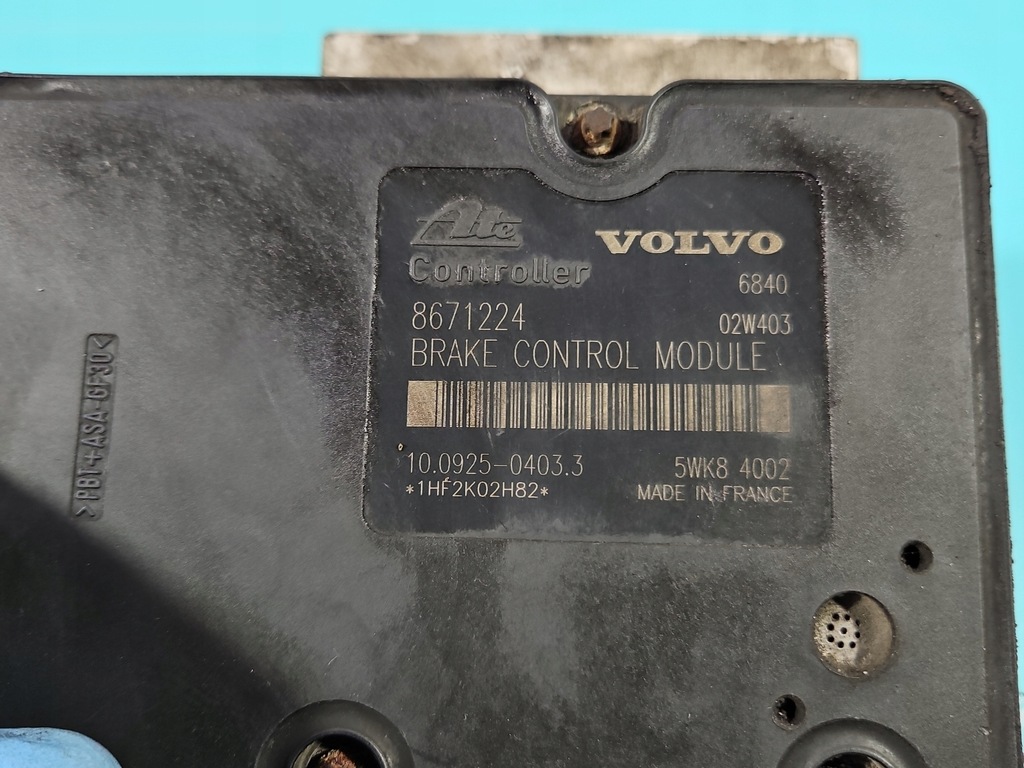 Ate
VOLVO
Controller
6840
8671224
02W403
BRAKE CONTROL MODULE
10.0925-0403.3
5WK8 4002
*1HF2K02H82*
MADE IN FRANCE
>PBT+ASA-GF30<